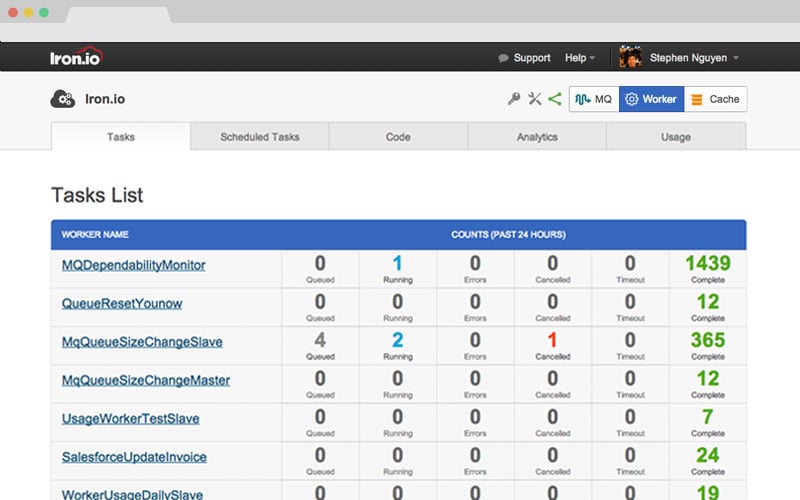 Iron.io Support Help Stephen Nguyen
Iron.io MQ Worker Cache
Tasks Scheduled Tasks Code Analytics Usage
Tasks List
WORKER NAME COUNTS (PAST 24 HOURS)
MQDependabilityMonitor 0 1 0 0 0 1439
Queued Running Errors Cancelled Timeout Complete
QueueResetYounow 0 0 0 0 0 12
Queued Running Errors Cancelled Timeout Complete
MqQueueSizeChangeSlave 4 2 0 1 0 365
Queued Running Errors Cancelled Timeout Complete
MqQueueSizeChangeMaster 0 0 0 0 0 12
Queued Running Errors Cancelled Timeout Complete
UsageWorkerTestSlave 0 0 0 0 0 7
Queued Running Errors Cancelled Timeout Complete
SalesforceUpdateInvoice 0 0 0 0 0 24
Queued Running Errors Cancelled Timeout Complete
WorkerUsageDailySlave 0 0 0 0 0 19